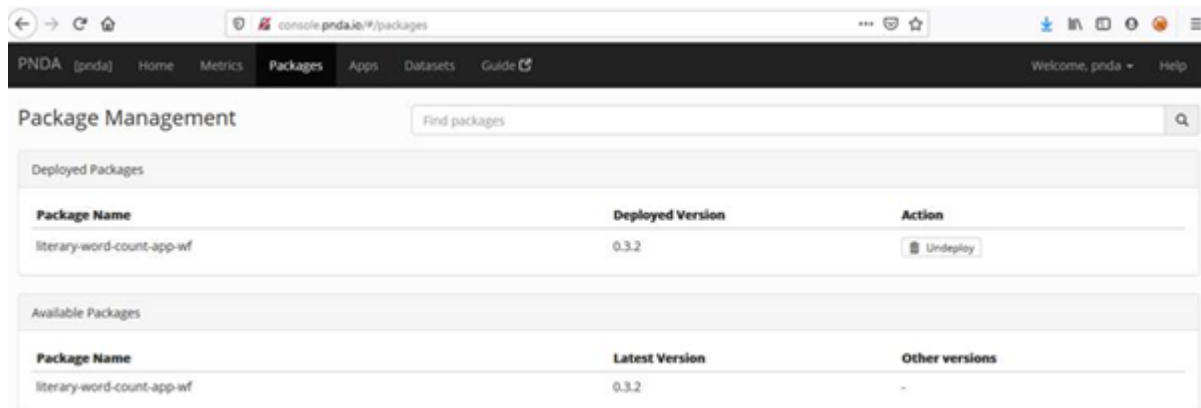 console.pnda.io/#/packages
PNDA [pnda] Home Metrics Packages Apps Datasets Guide Welcome, pnda Help
Package Management Find packages
Deployed Packages
Package Name Deployed Version Action
literary-word-count-app-wf 0.3.2 Undeploy
Available Packages
Package Name Latest Version Other versions
literary-word-count-app-wf 0.3.2 -